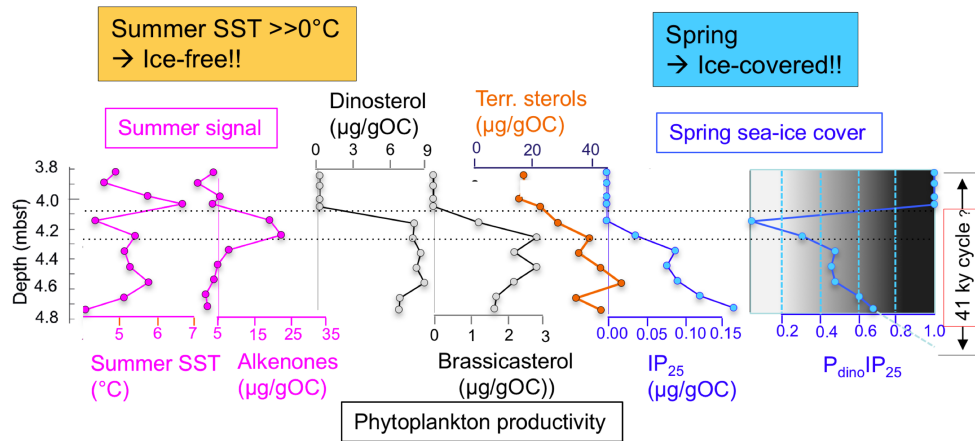 Summer SST >>0°C
→ Ice-free!!
Spring
→ Ice-covered!!
Summer signal
Dinosterol
(µg/gOC)
Terr. sterols
(µg/gOC)
Spring sea-ice cover
0 3 6 9
0 20 40
Depth (mbsf)
3.8
4.0
4.2
4.4
4.6
4.8
5 6 7
5 15 25 35
0 1 2 3
0.00 0.05 0.10 0.15
0.2 0.4 0.6 0.8 1.0
Summer SST
(°C)
Alkenones
(µg/gOC)
Brassicasterol
(µg/gOC))
IP25
(µg/gOC)
PdinoIP25
41 ky cycle ?
Phytoplankton productivity